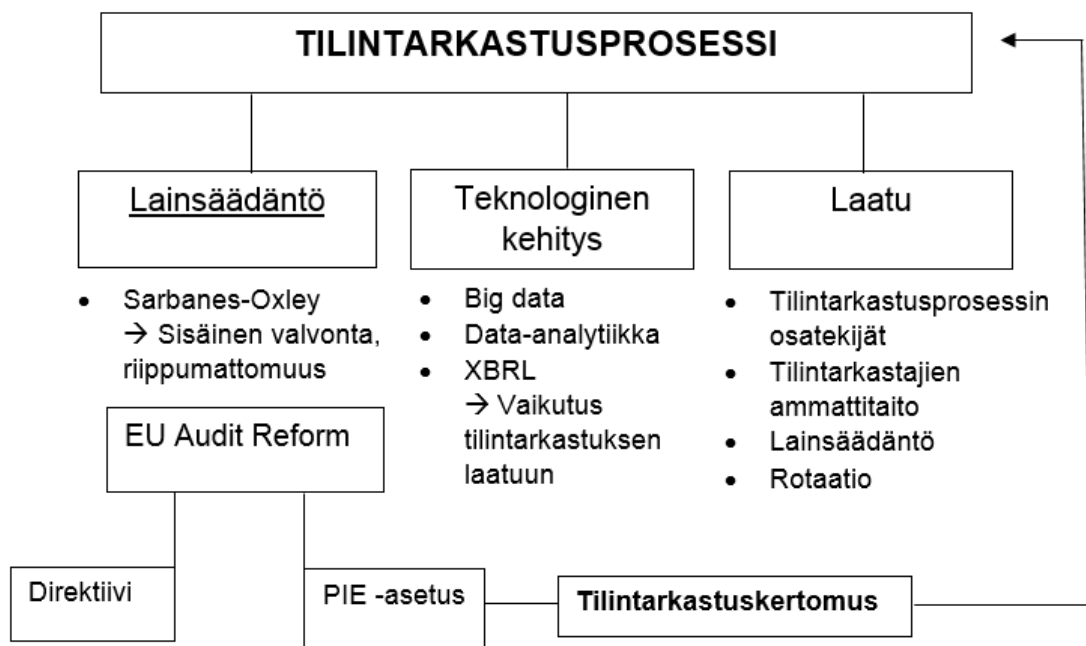 TILINTARKASTUSPROSESSI
Lainsäädäntö
• Sarbanes-Oxley
→ Sisäinen valvonta,
riippumattomuus
EU Audit Reform
Direktiivi
PIE -asetus
Tilintarkastuskertomus
Teknologinen
kehitys
• Big data
• Data-analytiikka
• XBRL
→ Vaikutus
tilintarkastuksen
laatuun
Laatu
• Tilintarkastusprosessin
osatekijät
• Tilintarkastajien
ammattitaito
• Lainsäädäntö
• Rotaatio